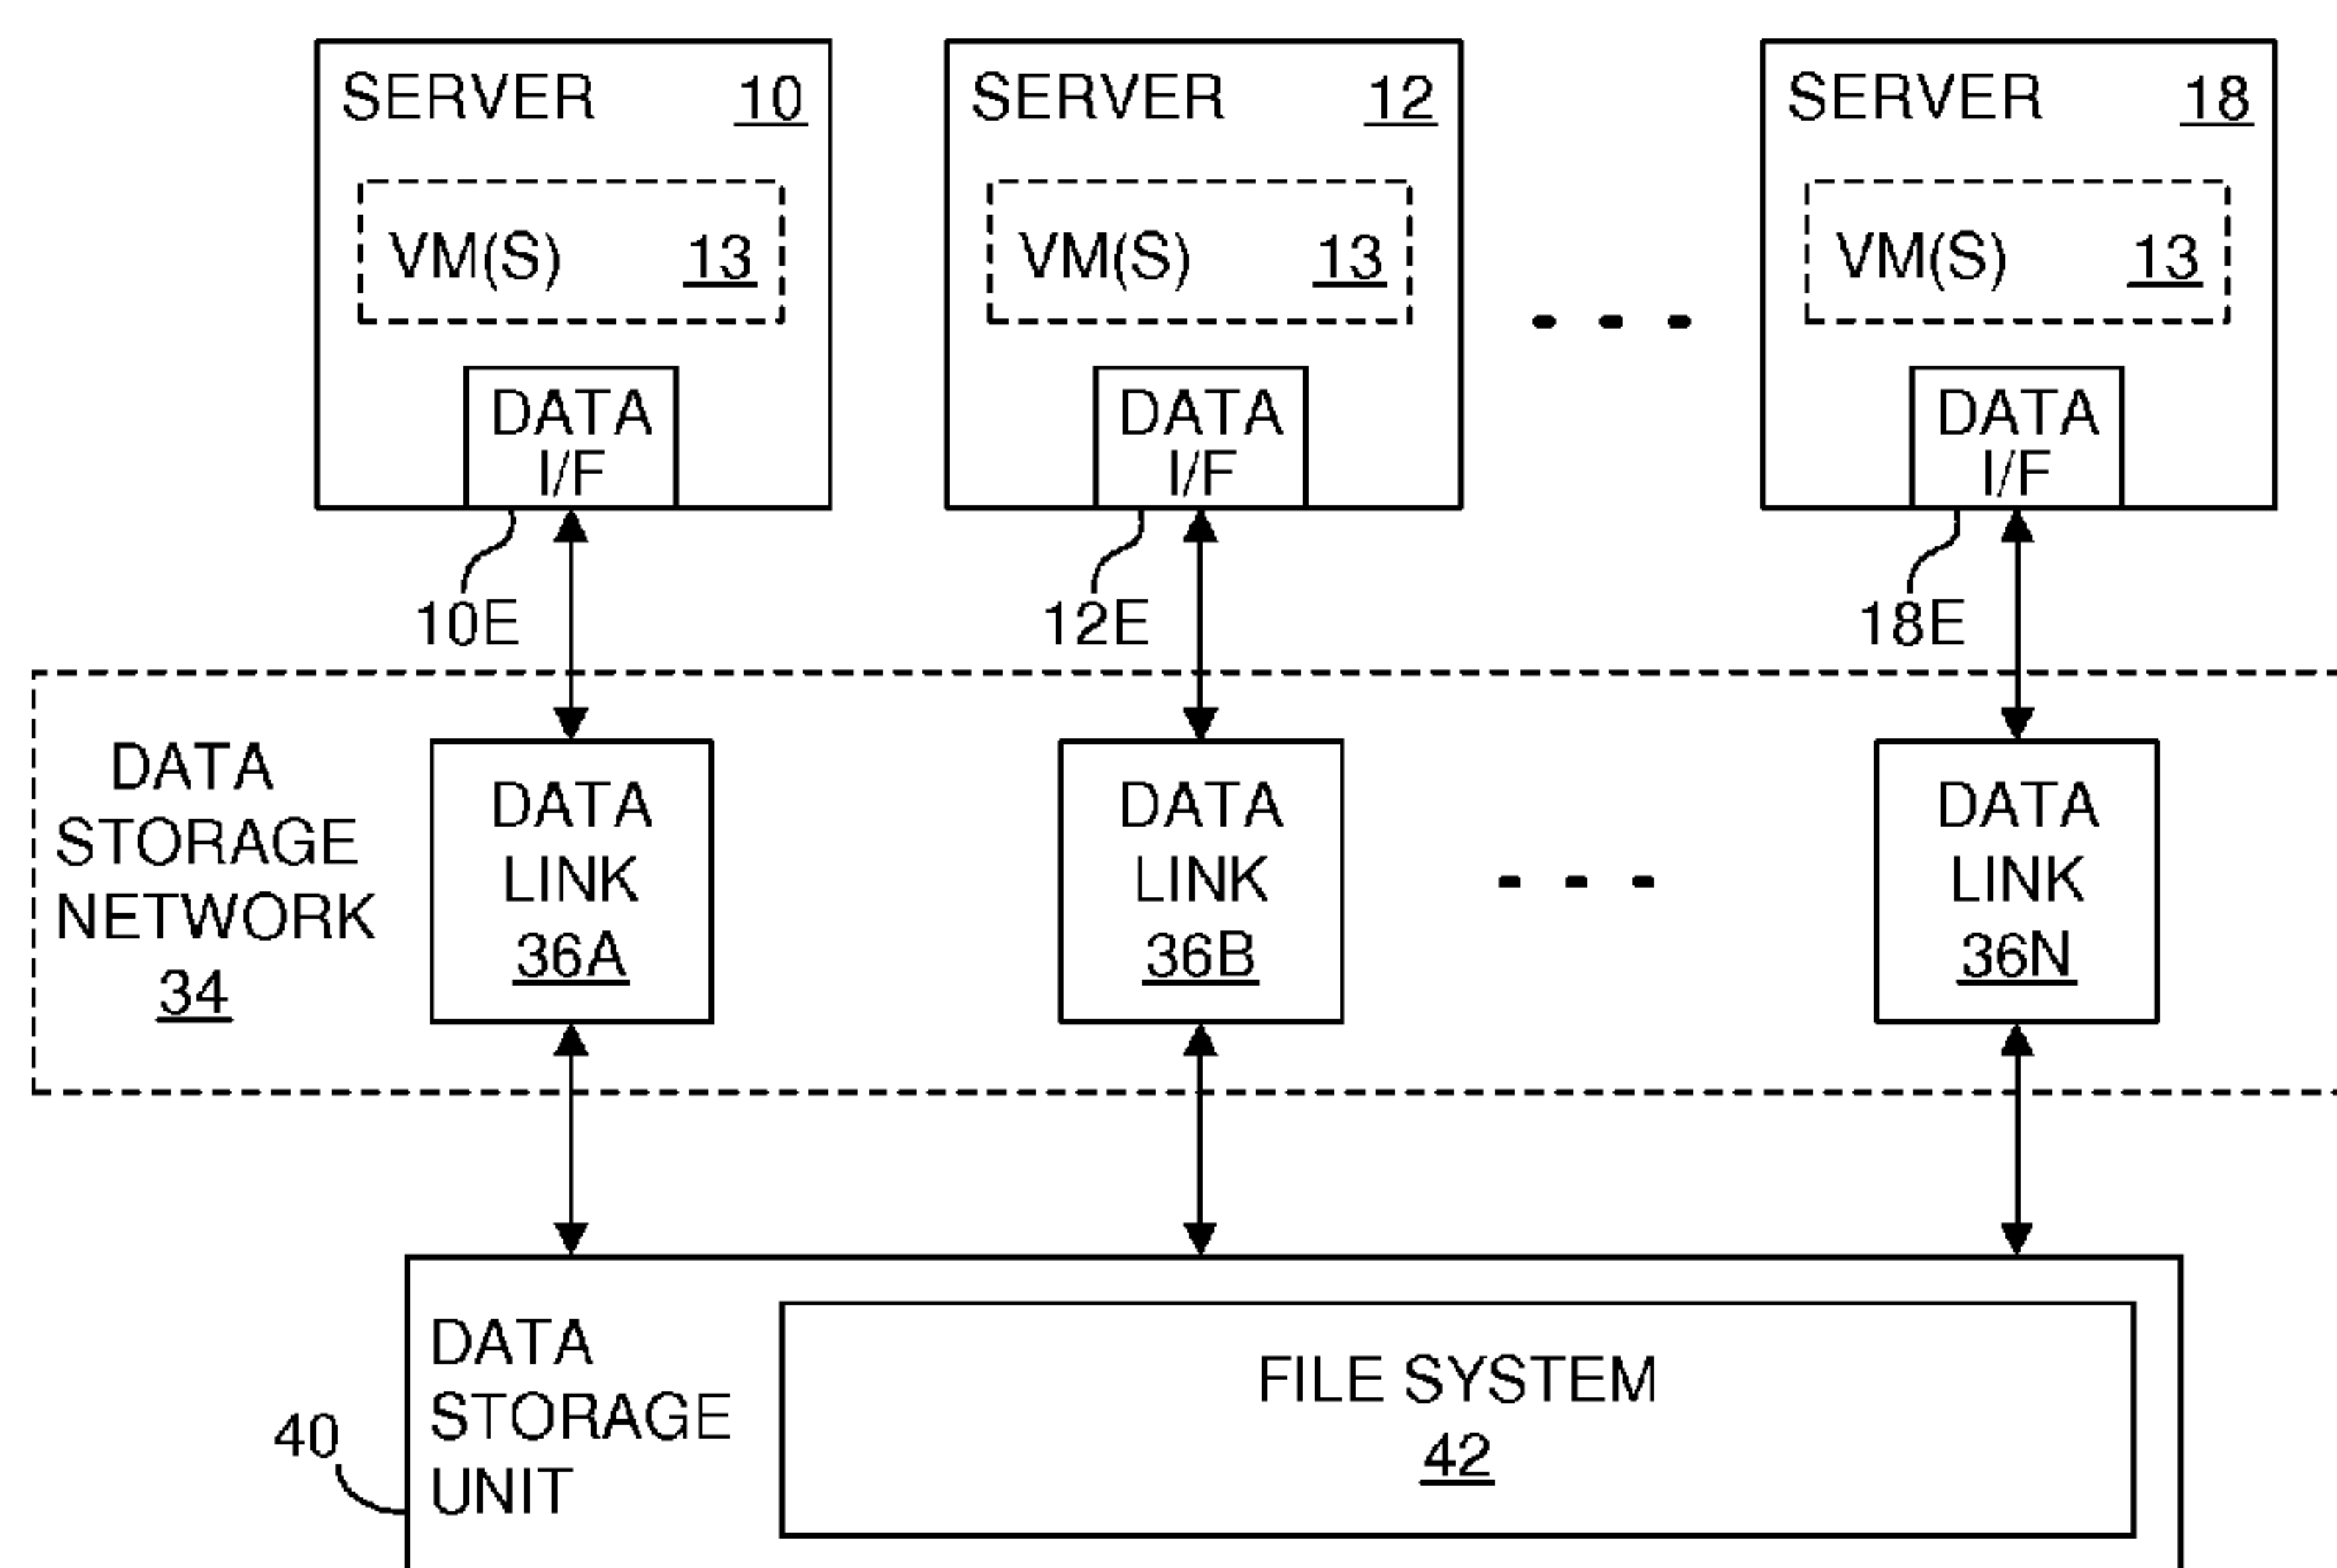 SERVER 10
VM(S) 13
DATA
I/F
10E
SERVER 12
VM(S) 13
DATA
I/F
12E
SERVER 18
VM(S) 13
DATA
I/F
18E
DATA
STORAGE
NETWORK
34
DATA
LINK
36A
DATA
LINK
36B
DATA
LINK
36N
40
DATA
STORAGE
UNIT
FILE SYSTEM
42